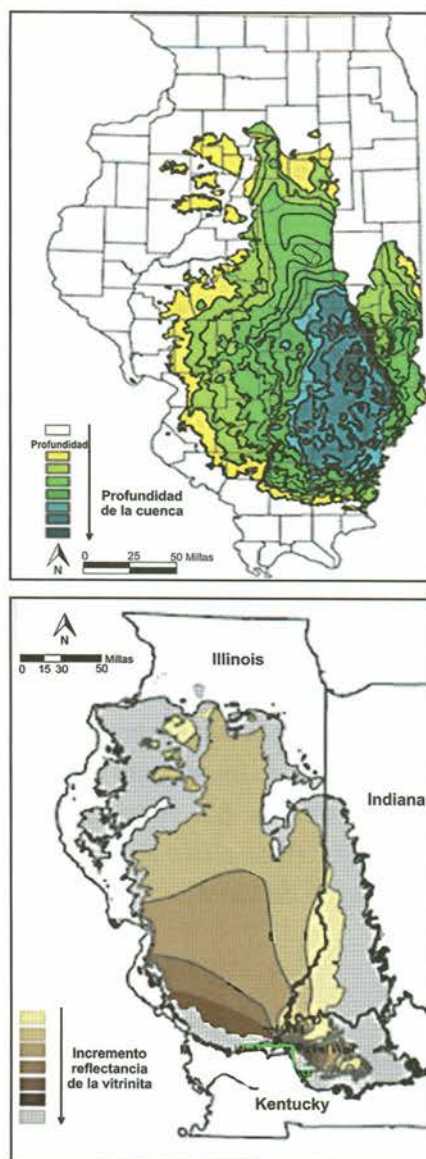 Profundidad
Profundidad
de la cuenca
N
0 25 50 Millas
N
0 15 30 50 Millas
Illinois
Indiana
Incremento
reflectancia
de la vitrinita
Kentucky